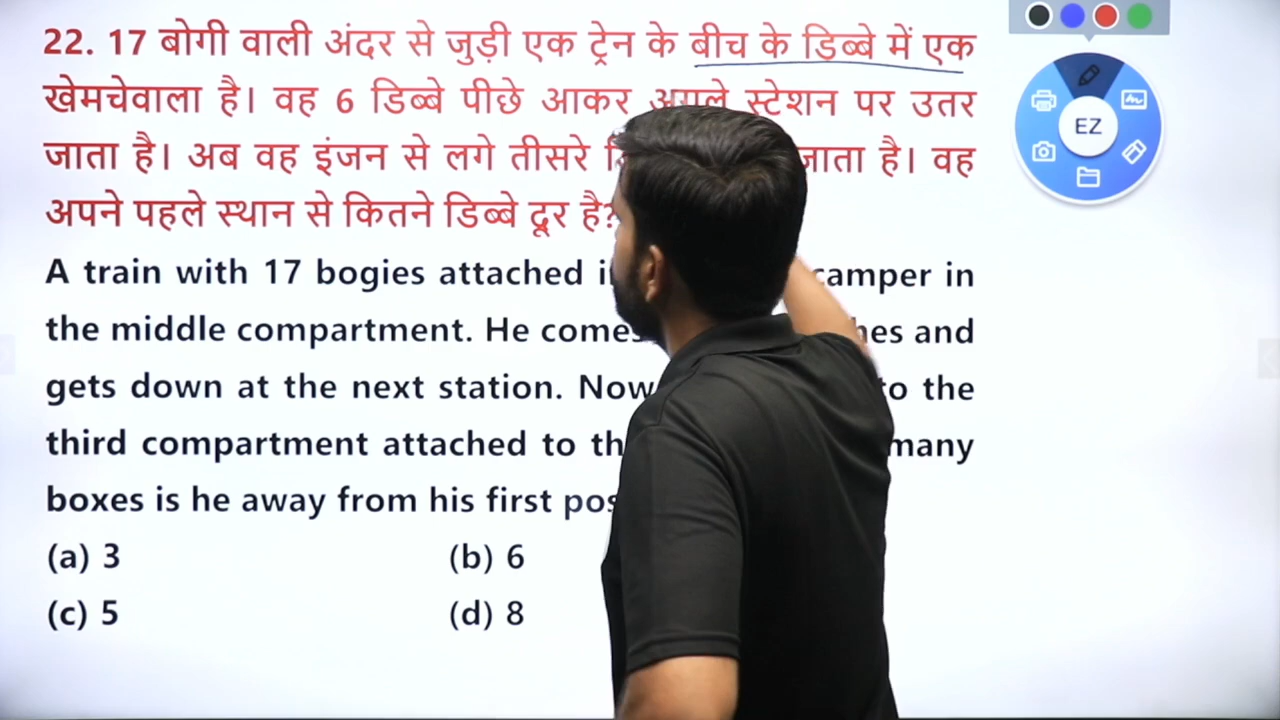 22. 17 बोगी वाली अंदर से जुड़ी एक ट्रेन के बीच के डिब्बे में एक
खेमचेवाला है। वह 6 डिब्बे पीछे आकर अगले स्टेशन पर उतर
जाता है। अब वह इंजन से लगे तीसरे जाता है। वह
अपने पहले स्थान से कितने डिब्बे दूर है?
A train with 17 bogies attached camper in
the middle compartment. He comes and
gets down at the next station. Now the
third compartment attached to many
boxes is he away from his first
(a) 3 (b) 6
(c) 5 (d) 8
EZ